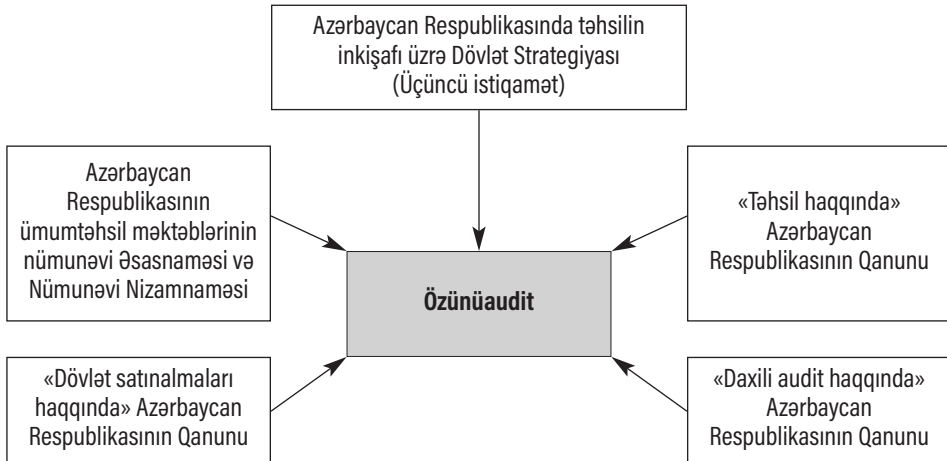 Azərbaycan Respublikasında təhsilin
inkişafı üzrə Dövlət Strategiyası
(Üçüncü istiqamət)
Azərbaycan
Respublikasının
ümumtəhsil məktəblərinin
nümunəvi Əsasnaməsi və
Nümunəvi Nizamnaməsi
«Təhsil haqqında»
Azərbaycan
Respublikasının Qanunu
Özünüaudit
«Dövlət satınalmaları
haqqında» Azərbaycan
Respublikasının Qanunu
«Daxili audit haqqında»
Azərbaycan
Respublikasının Qanunu